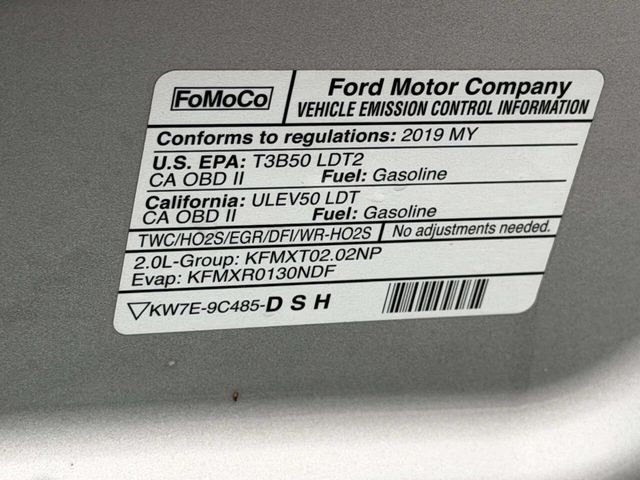 FoMoCo
Ford Motor Company
VEHICLE EMISSION CONTROL INFORMATION
Conforms to regulations: 2019 MY
U.S. EPA: T3B50 LDT2
CA OBD II Fuel: Gasoline
California: ULEV50 LDT
CA OBD II Fuel: Gasoline
TWC/HO2S/EGR/DFI/WR-HO2S No adjustments needed.
2.0L-Group: KFMXT02.02NP
Evap: KFMXR0130NDF
▽KW7E-9C485-D S H